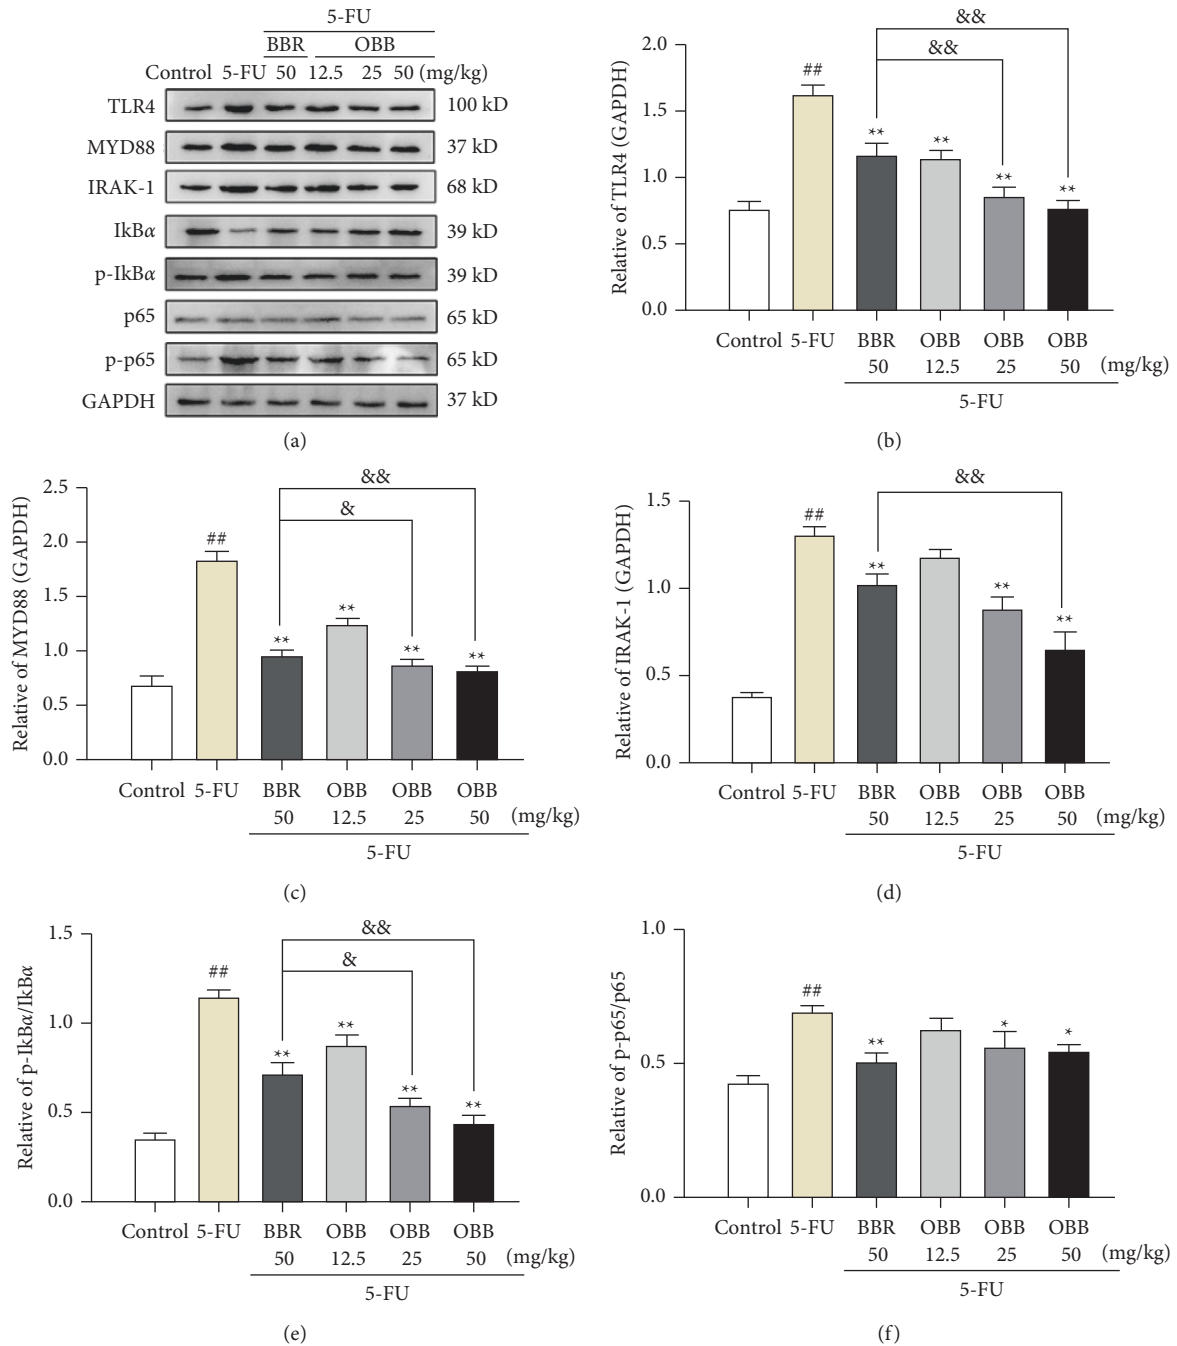 5-FU
BBR OBB
Control 5-FU 50 12.5 25 50 (mg/kg)
TLR4 100 kD
MYD88 37 kD
IRAK-1 68 kD
IkBα 39 kD
p-IkBα 39 kD
p65 65 kD
p-p65 65 kD
GAPDH 37 kD
(a)
Relative of TLR4 (GAPDH)
2.0
1.5
1.0
0.5
0.0
&&
&&
##
**
**
**
**
Control 5-FU BBR OBB OBB OBB
50 12.5 25 50 (mg/kg)
5-FU
(b)
Relative of MYD88 (GAPDH)
2.5
2.0
1.5
1.0
0.5
0.0
&&
&
##
**
**
**
**
Control 5-FU BBR OBB OBB OBB
50 12.5 25 50 (mg/kg)
5-FU
(c)
Relative of IRAK-1 (GAPDH)
1.5
1.0
0.5
0.0
&&
##
**
**
**
Control 5-FU BBR OBB OBB OBB
50 12.5 25 50 (mg/kg)
5-FU
(d)
Relative of p-IkBα/IkBα
1.5
1.0
0.5
0.0
&&
&
##
**
**
**
**
Control 5-FU BBR OBB OBB OBB
50 12.5 25 50 (mg/kg)
5-FU
(e)
Relative of p-p65/p65
1.0
0.5
0.0
##
**
*
*
Control 5-FU BBR OBB OBB OBB
50 12.5 25 50 (mg/kg)
5-FU
(f)